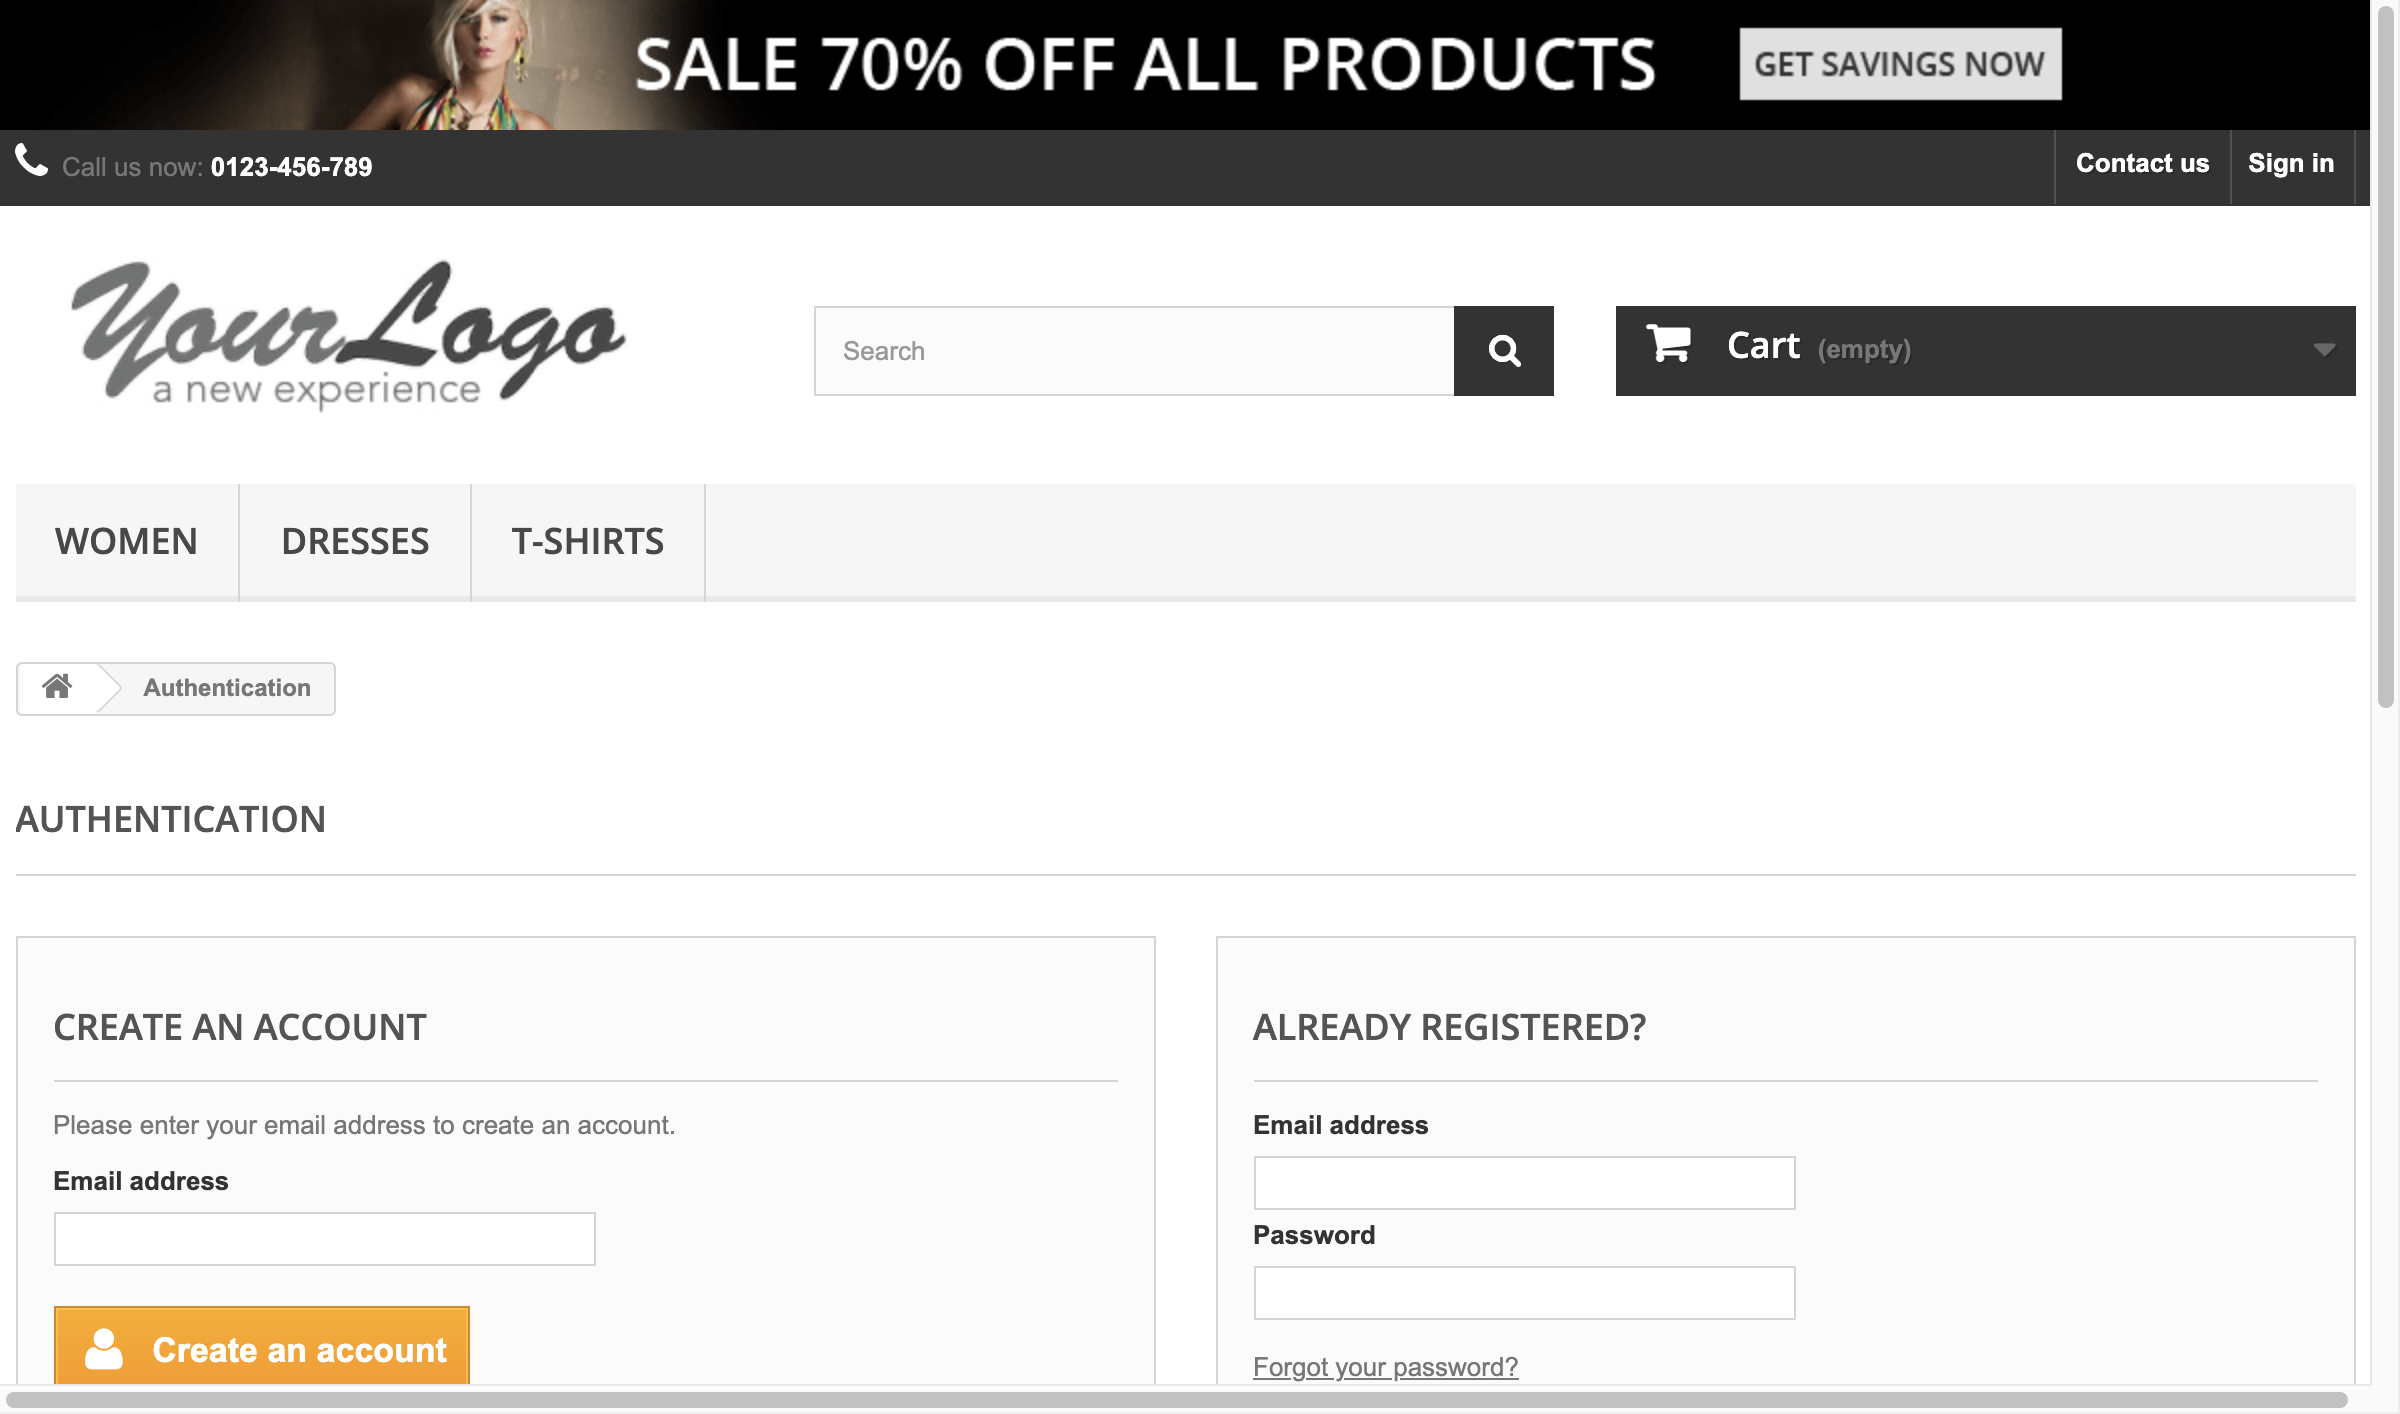 SALE 70% OFF ALL PRODUCTS
GET SAVINGS NOW
Call us now: 0123-456-789
Contact us
Sign in
YourLogo
a new experience
Search
Cart (empty)
WOMEN
DRESSES
T-SHIRTS
Authentication
AUTHENTICATION
CREATE AN ACCOUNT
Please enter your email address to create an account.
Email address
Create an account
ALREADY REGISTERED?
Email address
Password
Forgot your password?